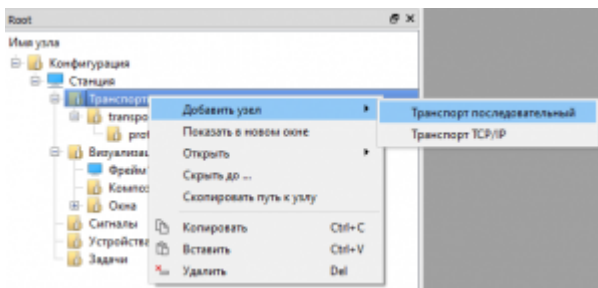 Root
Имя узла
Конфигурация
Станция
Транспорт
transpo
prot
Визуализац
Фрейм
Композ
Окна
Сигналы
Устройства
Задачи
Добавить узел
Показать в новом окне
Открыть
Скрыть до ...
Скопировать путь к узлу
Копировать Ctrl+C
Вставить Ctrl+V
Удалить Del
Транспорт последовательный
Транспорт TCP/IP